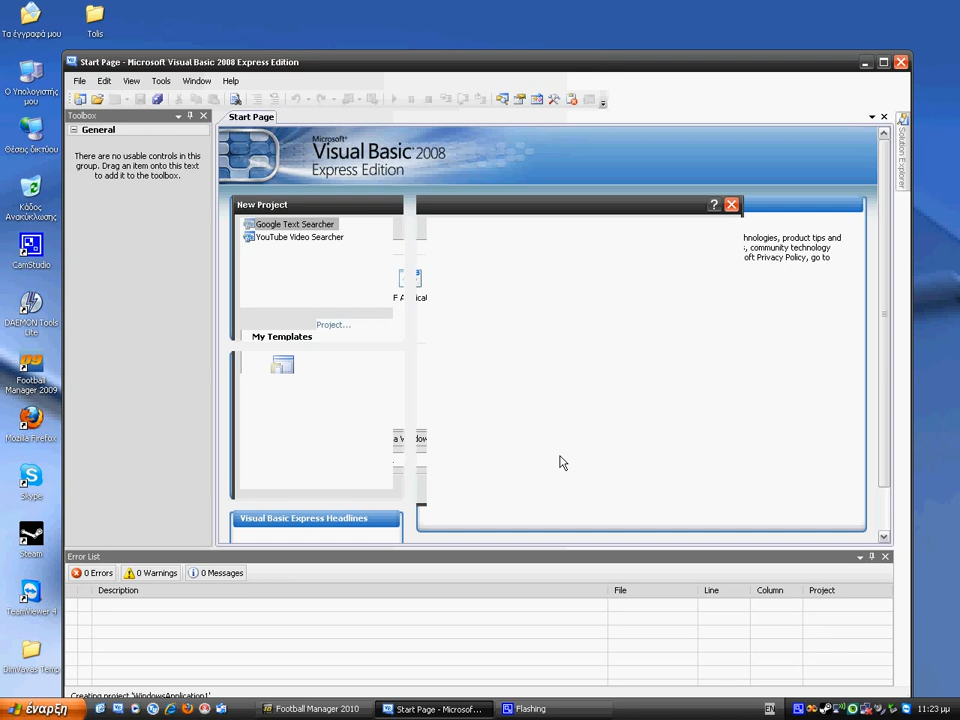 Τα έγγραφά μου
Tolis
Ο Υπολογιστής μου
Θέσεις δικτύου
Κάδος Ανακύκλωσης
CamStudio
DAEMON Tools Lite
Football Manager 2009
Mozilla Firefox
Skype
Steam
TeamViewer 4
Start Page - Microsoft Visual Basic 2008 Express Edition
File Edit View Tools Window Help
Toolbox
General
There are no usable controls in this
group. Drag an item onto this text
to add it to the toolbox.
Start Page
Solution Explorer
Microsoft®
Visual Basic® 2008
Express Edition
New Project
Google Text Searcher
YouTube Video Searcher
Project...
My Templates
hnologies, product tips and
s, community technology
oft Privacy Policy, go to
Visual Basic Express Headlines
Error List
0 Errors 0 Warnings 0 Messages
Description File Line Column Project
Creating project 'WindowsApplication1'
έναρξη
Football Manager 2010
Start Page - Microsof...
Flashing
EN
11:23 μμ